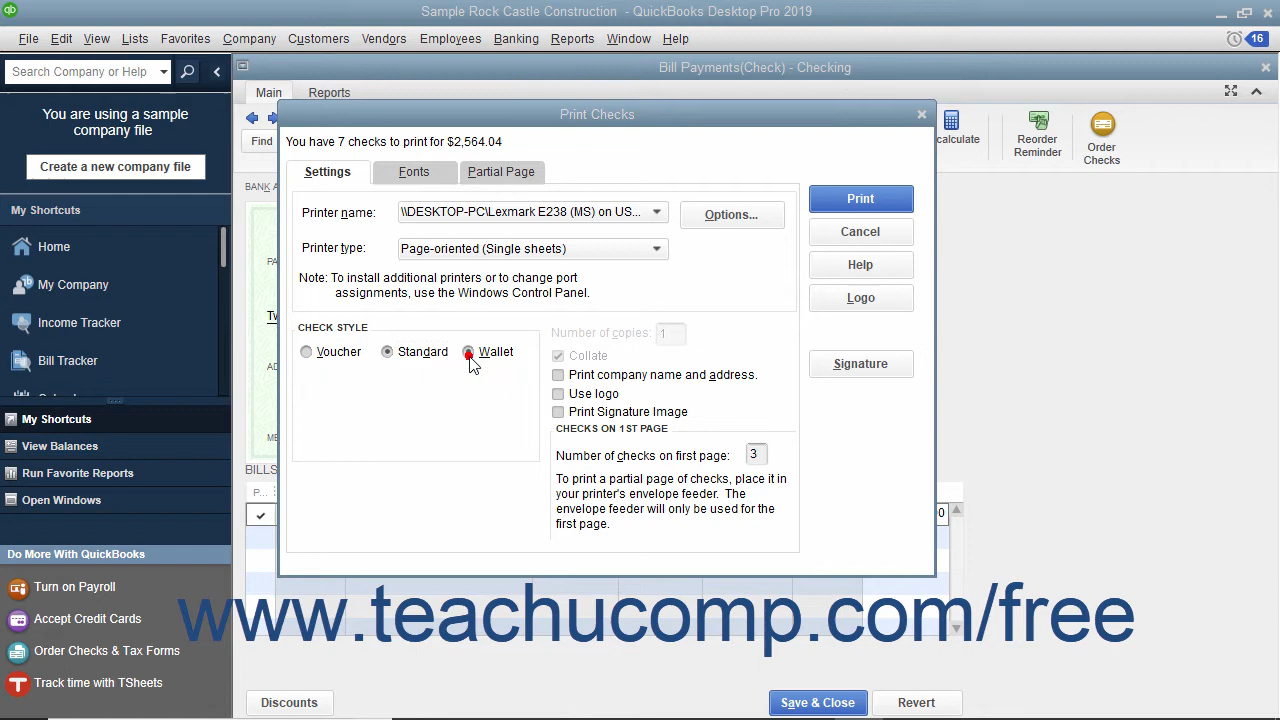 Sample Rock Castle Construction - QuickBooks Desktop Pro 2019
File Edit View Lists Favorites Company Customers Vendors Employees Banking Reports Window Help
16
Search Company or Help
Bill Payments(Check) - Checking
You are using a sample
company file
Create a new company file
Main Reports
Find
calculate
Reorder
Reminder
Order
Checks
BANK A
Print Checks
You have 7 checks to print for $2,564.04
Settings Fonts Partial Page
Printer name: \\DESKTOP-PC\Lexmark E238 (MS) on US... Options...
Printer type: Page-oriented (Single sheets)
Note: To install additional printers or to change port
assignments, use the Windows Control Panel.
Print
Cancel
Help
Logo
Signature
CHECK STYLE
Voucher Standard Wallet
Number of copies: 1
Collate
Print company name and address.
Use logo
Print Signature Image
CHECKS ON 1ST PAGE
Number of checks on first page: 3
To print a partial page of checks, place it in
your printer's envelope feeder. The
envelope feeder will only be used for the
first page.
My Shortcuts
Home
My Company
Income Tracker
Bill Tracker
My Shortcuts
View Balances
Run Favorite Reports
Open Windows
Do More With QuickBooks
Turn on Payroll
Accept Credit Cards
Order Checks & Tax Forms
Track time with TSheets
PA
Tw
AD
ME
BILLS
P...
0
www.teachucomp.com/free
Discounts Save & Close Revert